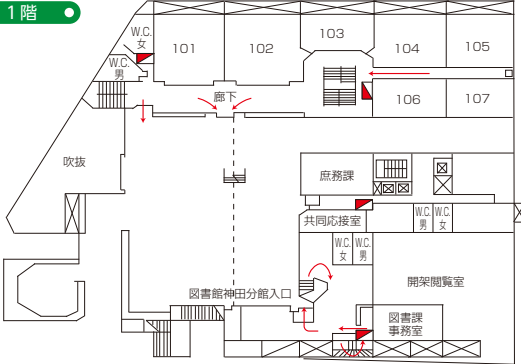 1階
W.C.
女
W.C.
男
101
102
103
104
105
106
107
廊下
吹抜
庶務課
共同応接室
W.C.
男
W.C.
女
W.C.
女
W.C.
男
開架閲覧室
図書館神田分館入口
図書課
事務室